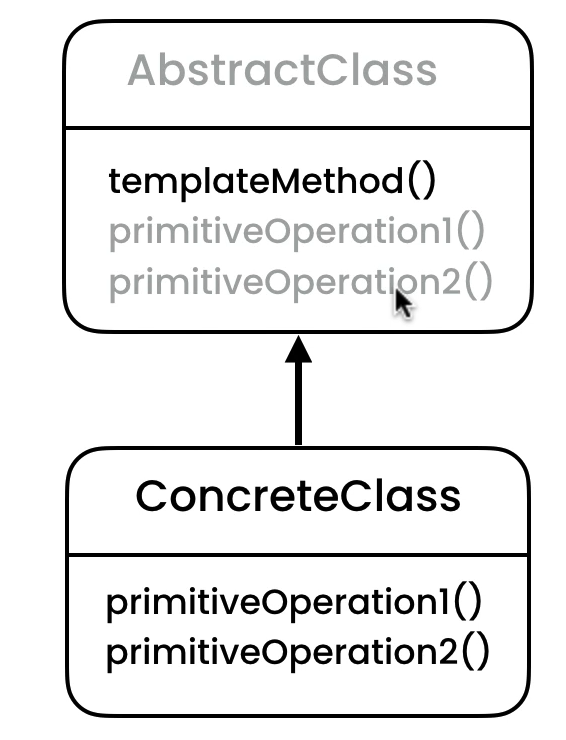 AbstractClass
templateMethod()
primitiveOperation1()
primitiveOperation2()
ConcreteClass
primitiveOperation1()
primitiveOperation2()